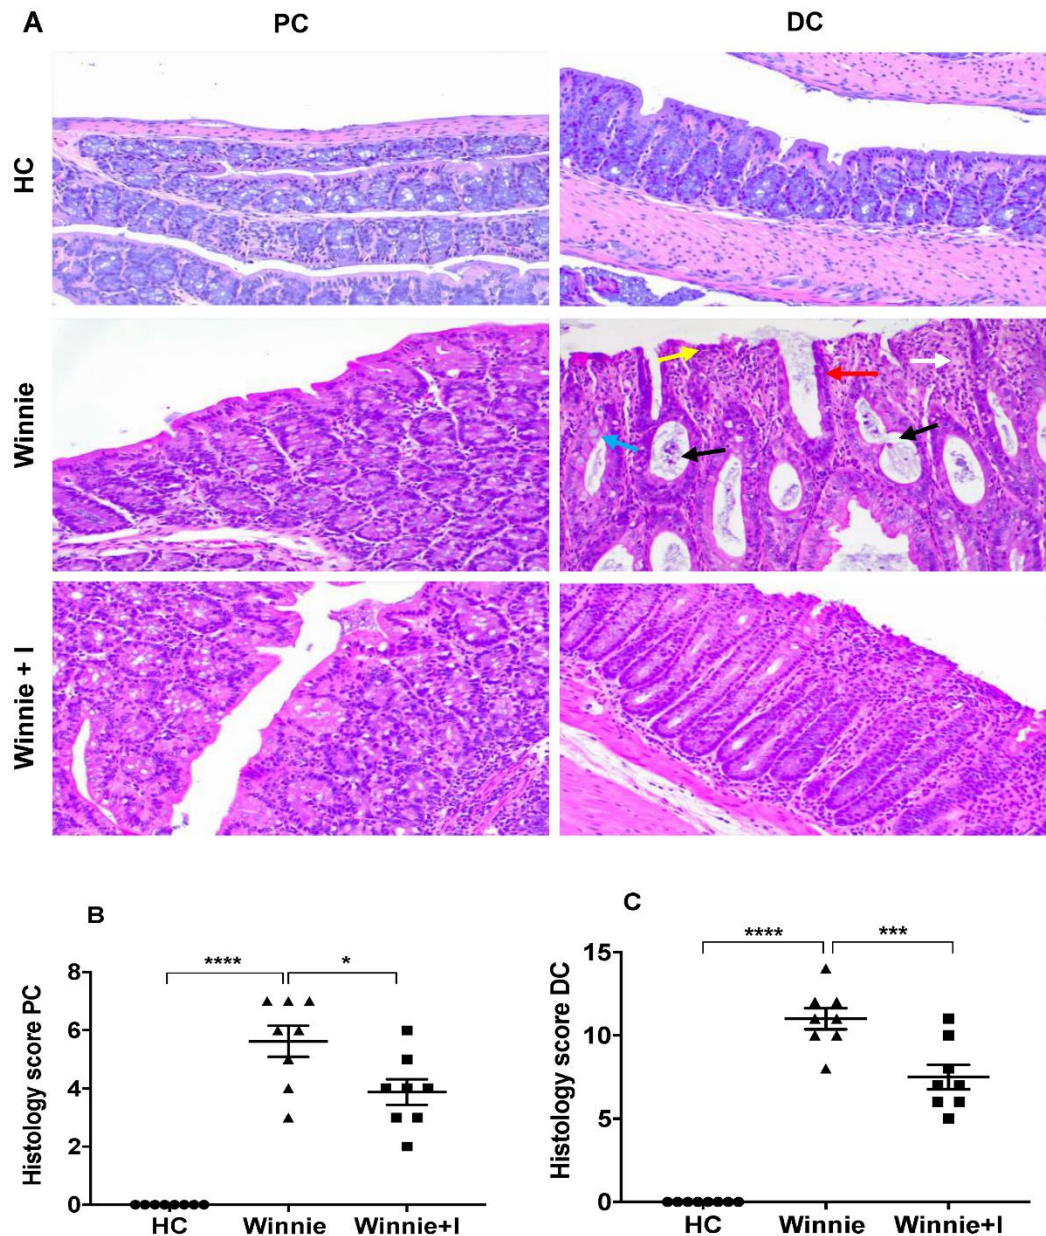 A
PC
DC
HC
Winnie
Winnie + I
B
Histology score PC
8
6
4
2
0
****
*
HC
Winnie
Winnie+I
C
Histology score DC
15
10
5
0
****
***
HC
Winnie
Winnie+I